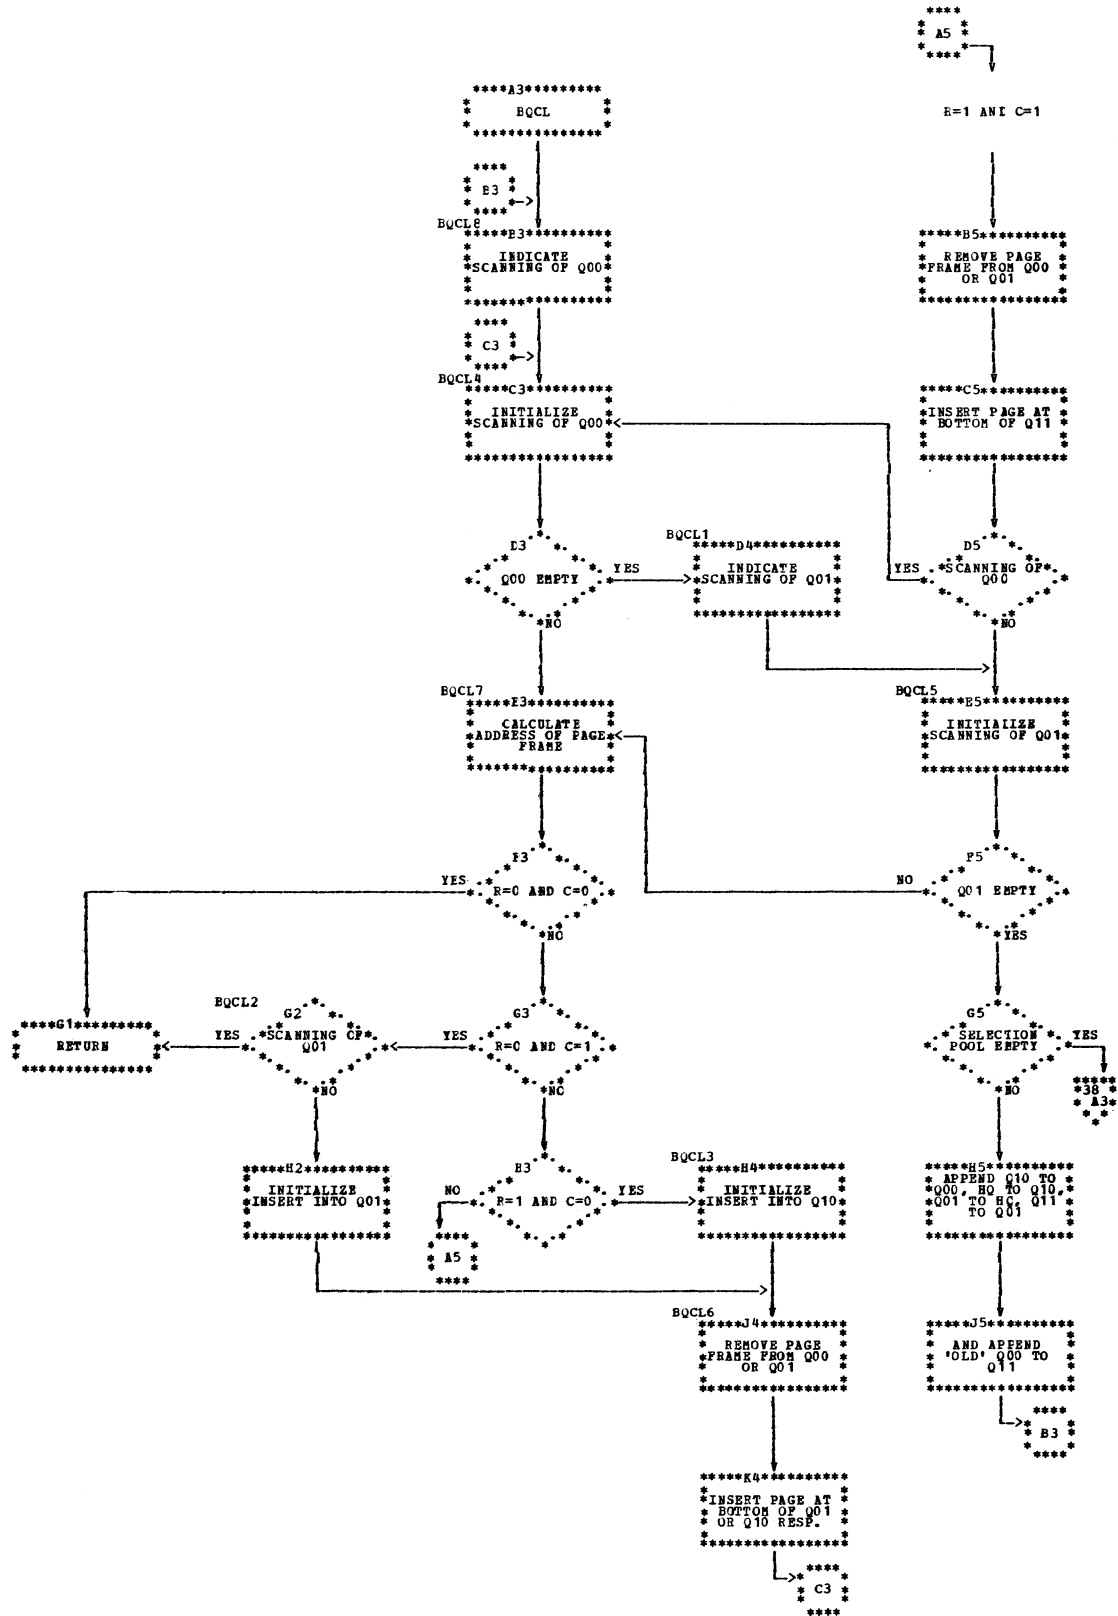 A5
A3
BQCL
R=1 AND C=1
B3
BQCL8
B3
INDICATE
SCANNING OF Q00
B5
REMOVE PAGE
FRAME FROM Q00
OR Q01
C3
BQCL4
C3
INITIALIZE
SCANNING OF Q00
C5
INSERT PAGE AT
BOTTOM OF Q11
D3
Q00 EMPTY
YES
NO
BQCL1
D4
INDICATE
SCANNING OF Q01
D5
SCANNING OF
Q00
YES
NO
BQCL7
E3
CALCULATE
ADDRESS OF PAGE
FRAME
BQCL5
E5
INITIALIZE
SCANNING OF Q01
F3
YES
R=0 AND C=0
NO
F5
NO
Q01 EMPTY
YES
G1
RETURN
BQCL2
G2
YES
SCANNING OF
Q01
NO
G3
YES
R=0 AND C=1
NO
G5
SELECTION
POOL EMPTY
YES
NO
38
A3
H2
INITIALIZE
INSERT INTO Q01
H3
NO
R=1 AND C=0
YES
A5
BQCL3
H4
INITIALIZE
INSERT INTO Q10
H5
APPEND Q10 TO
Q00, HQ TO Q10,
Q01 TO HQ, Q11
TO Q01
BQCL6
J4
REMOVE PAGE
FRAME FROM Q00
OR Q01
J5
AND APPEND
'OLD' Q00 TO
Q11
B3
K4
INSERT PAGE AT
BOTTOM OF Q01
OR Q10 RESP.
C3